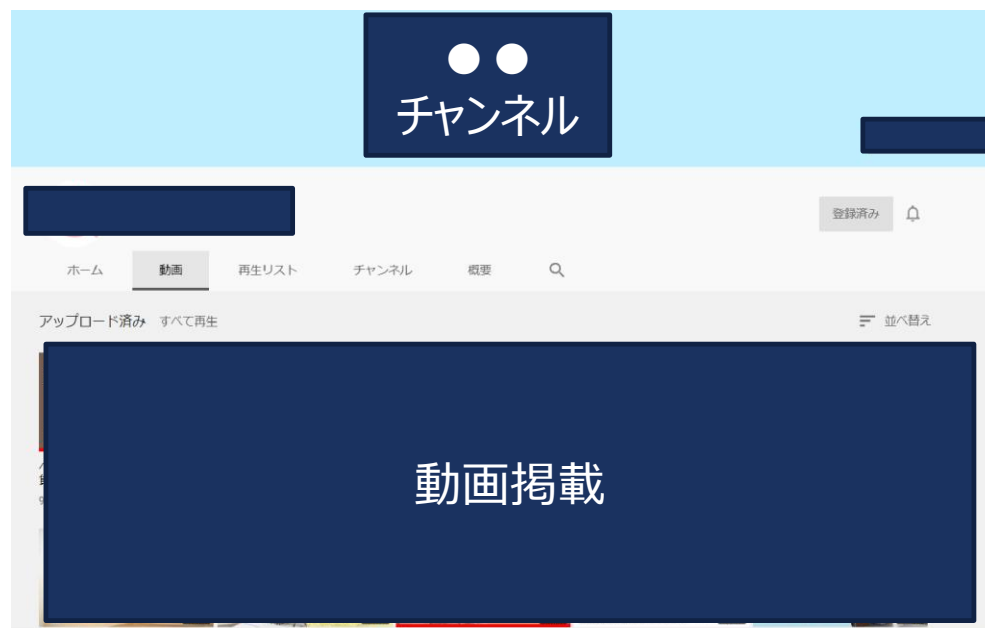 ●●
チャンネル
登録済み
ホーム 動画 再生リスト チャンネル 概要
アップロード済み すべて再生
並べ替え
動画掲載